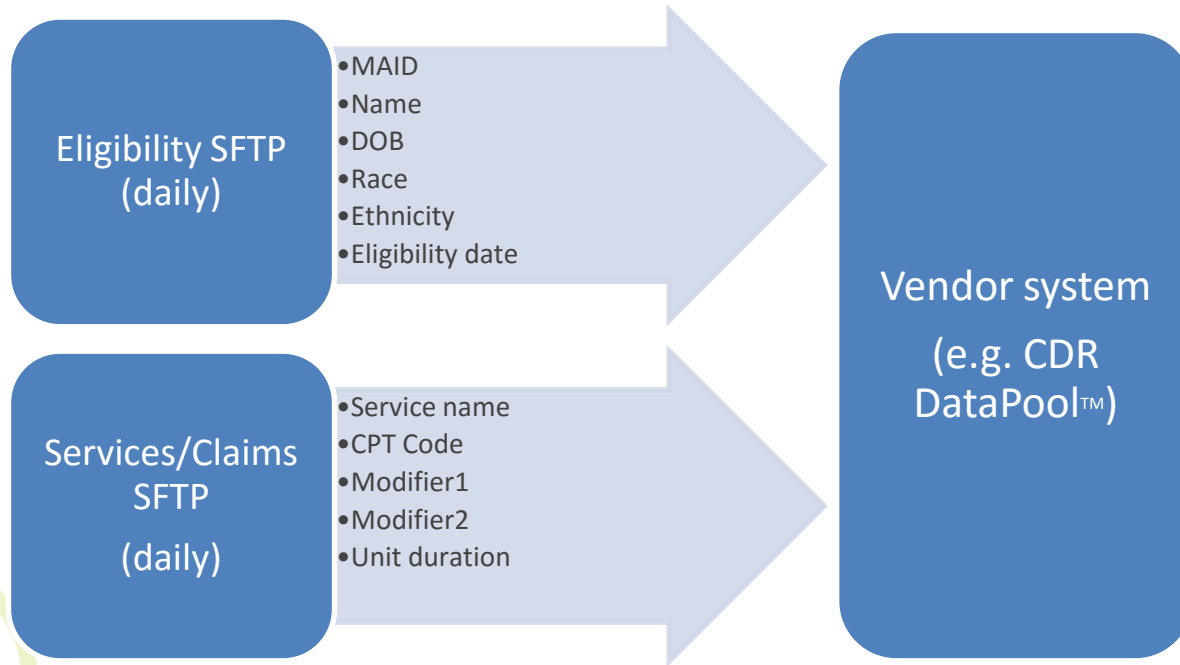 Eligibility SFTP
(daily)
•MAID
•Name
•DOB
•Race
•Ethnicity
•Eligibility date
Services/Claims
SFTP
(daily)
•Service name
•CPT Code
•Modifier1
•Modifier2
•Unit duration
Vendor system
(e.g. CDR
DataPool™)